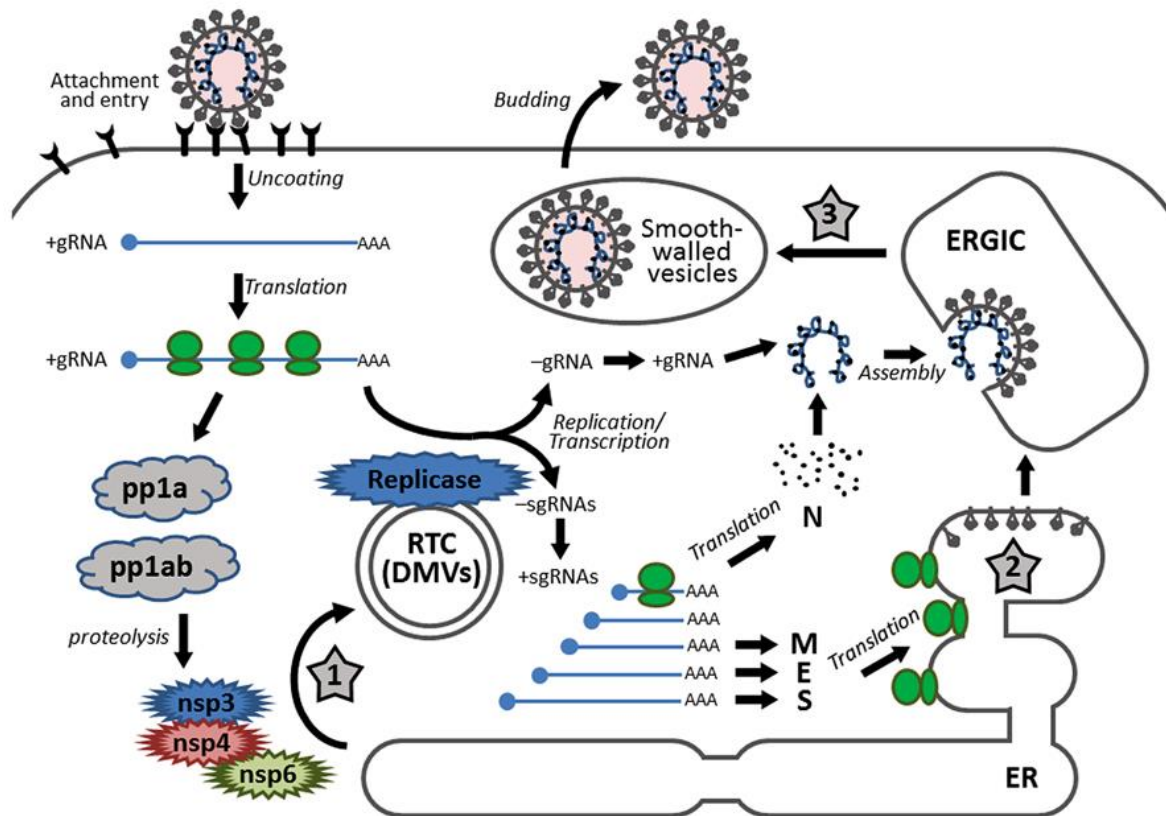 Attachment
and entry
Uncoating
+gRNA
AAA
Translation
+gRNA
AAA
pp1a
pp1ab
proteolysis
nsp3
nsp4
nsp6
1
Replicase
RTC
(DMVs)
Replication/
Transcription
–gRNA
+gRNA
–sgRNAs
+sgRNAs
AAA
AAA
AAA
AAA
AAA
M
E
S
Translation
N
Translation
Assembly
2
ER
ERGIC
3
Smooth-
walled
vesicles
Budding